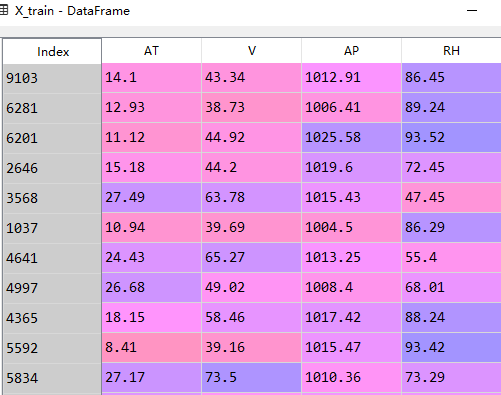 X_train - DataFrame
Index AT V AP RH
9103 14.1 43.34 1012.91 86.45
6281 12.93 38.73 1006.41 89.24
6201 11.12 44.92 1025.58 93.52
2646 15.18 44.2 1019.6 72.45
3568 27.49 63.78 1015.43 47.45
1037 10.94 39.69 1004.5 86.29
4641 24.43 65.27 1013.25 55.4
4997 26.68 49.02 1008.4 68.01
4365 18.15 58.46 1017.42 88.24
5592 8.41 39.16 1015.47 93.42
5834 27.17 73.5 1010.36 73.29